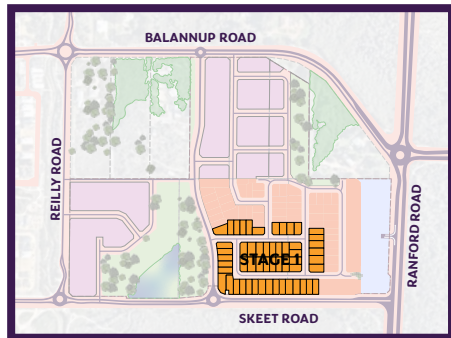 BALANNUP ROAD
REILLY ROAD
RANFORD ROAD
STAGE 1
SKEET ROAD